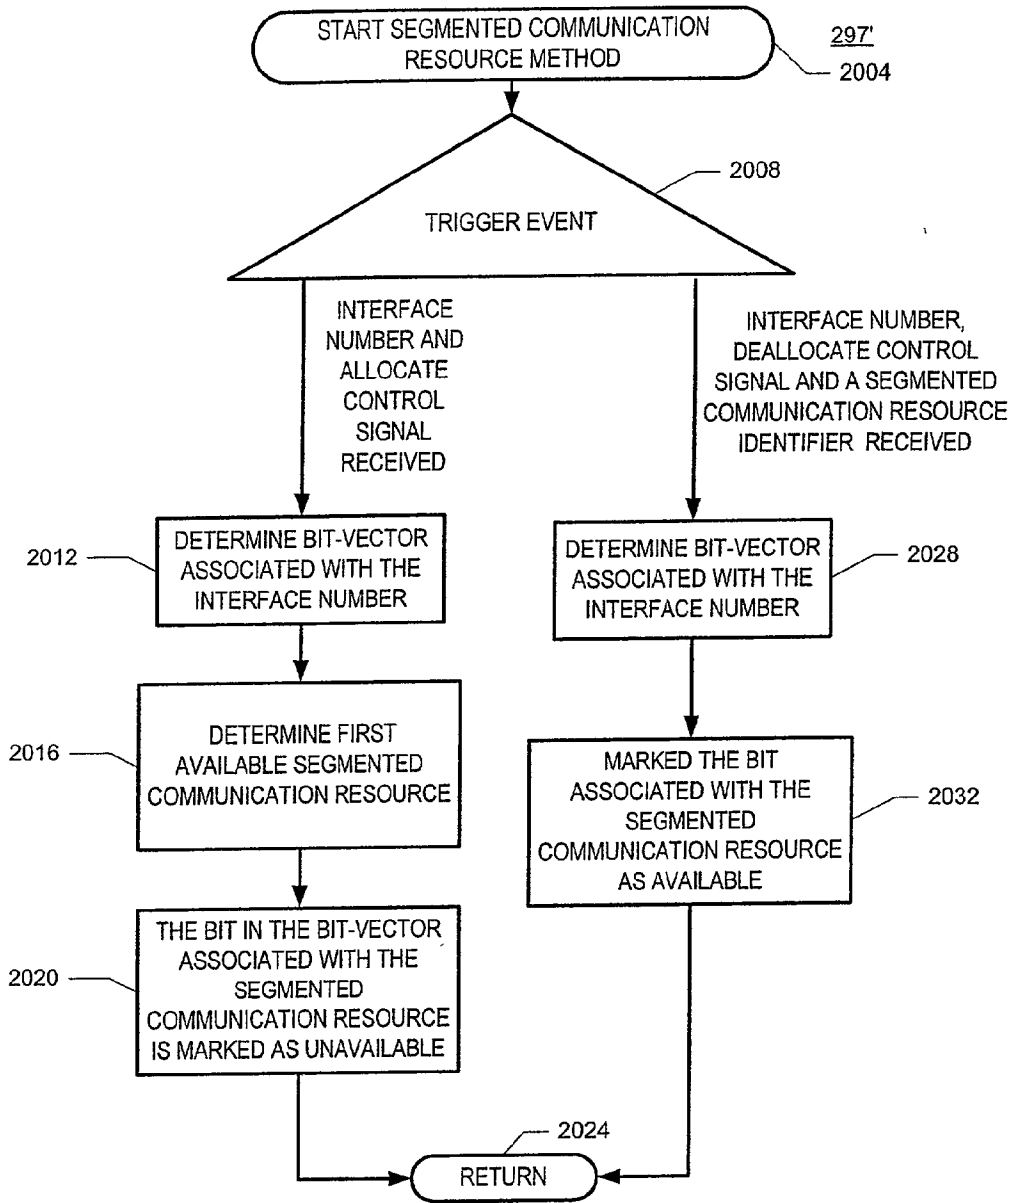 START SEGMENTED COMMUNICATION
RESOURCE METHOD
297'
2004
2008
TRIGGER EVENT
INTERFACE
NUMBER AND
ALLOCATE
CONTROL
SIGNAL
RECEIVED
INTERFACE NUMBER,
DEALLOCATE CONTROL
SIGNAL AND A SEGMENTED
COMMUNICATION RESOURCE
IDENTIFIER RECEIVED
2012
DETERMINE BIT-VECTOR
ASSOCIATED WITH THE
INTERFACE NUMBER
DETERMINE BIT-VECTOR
ASSOCIATED WITH THE
INTERFACE NUMBER
2028
2016
DETERMINE FIRST
AVAILABLE SEGMENTED
COMMUNICATION RESOURCE
MARKED THE BIT
ASSOCIATED WITH THE
SEGMENTED
COMMUNICATION RESOURCE
AS AVAILABLE
2032
2020
THE BIT IN THE BIT-VECTOR
ASSOCIATED WITH THE
SEGMENTED
COMMUNICATION RESOURCE
IS MARKED AS UNAVAILABLE
2024
RETURN